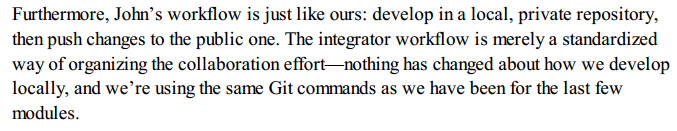 Furthermore, John’s workflow is just like ours: develop in a local, private repository,
then push changes to the public one. The integrator workflow is merely a standardized
way of organizing the collaboration effort—nothing has changed about how we develop
locally, and we’re using the same Git commands as we have been for the last few
modules.